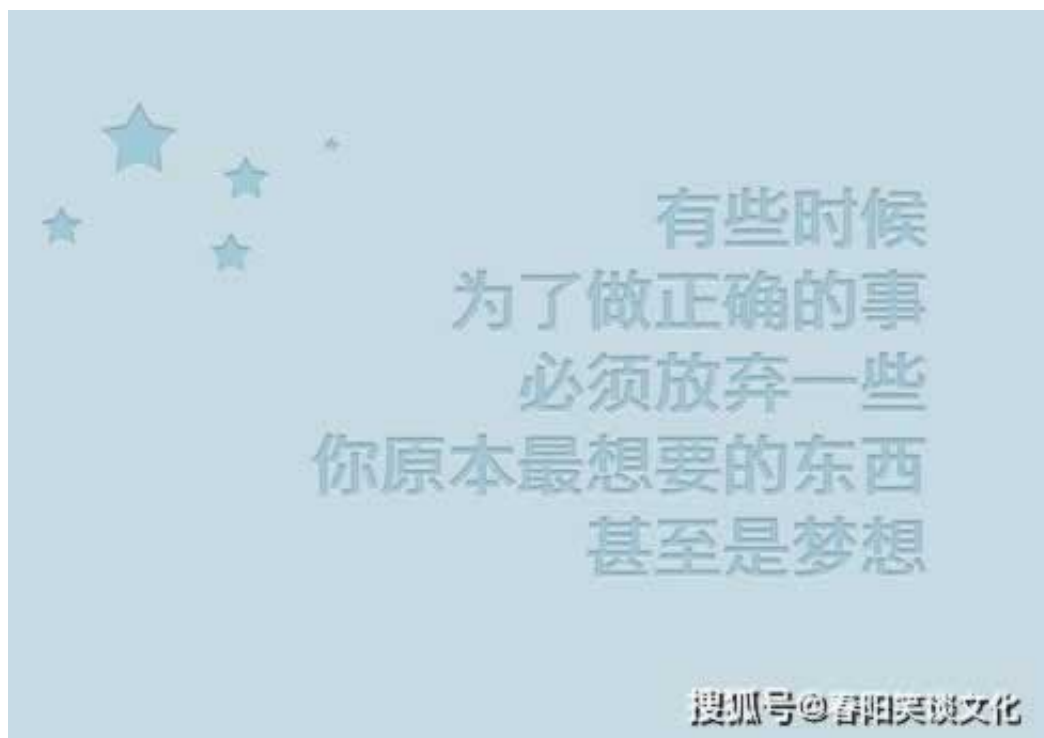 有些时候
为了做正确的事
必须放弃一些
你原本最想要的东西
甚至是梦想
搜狐号@春阳笑谈文化